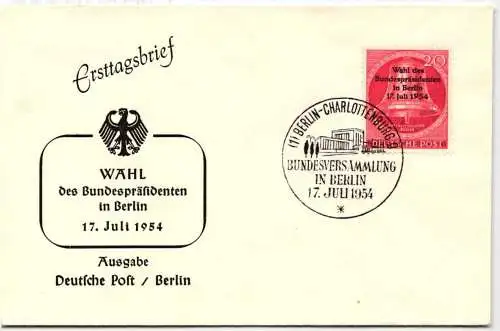 Ersttagsbrief
WAHL
des Bundespräsidenten
in Berlin
17. Juli 1954
Ausgabe
Deutsche Post / Berlin
20
Wahl des
Bundespräsidenten
in Berlin
17. Juli 1954
DEUTSCHE POST
(1) BERLIN-CHARLOTTENBURG
BUNDESVERSAMMLUNG
IN BERLIN
17. JULI 1954